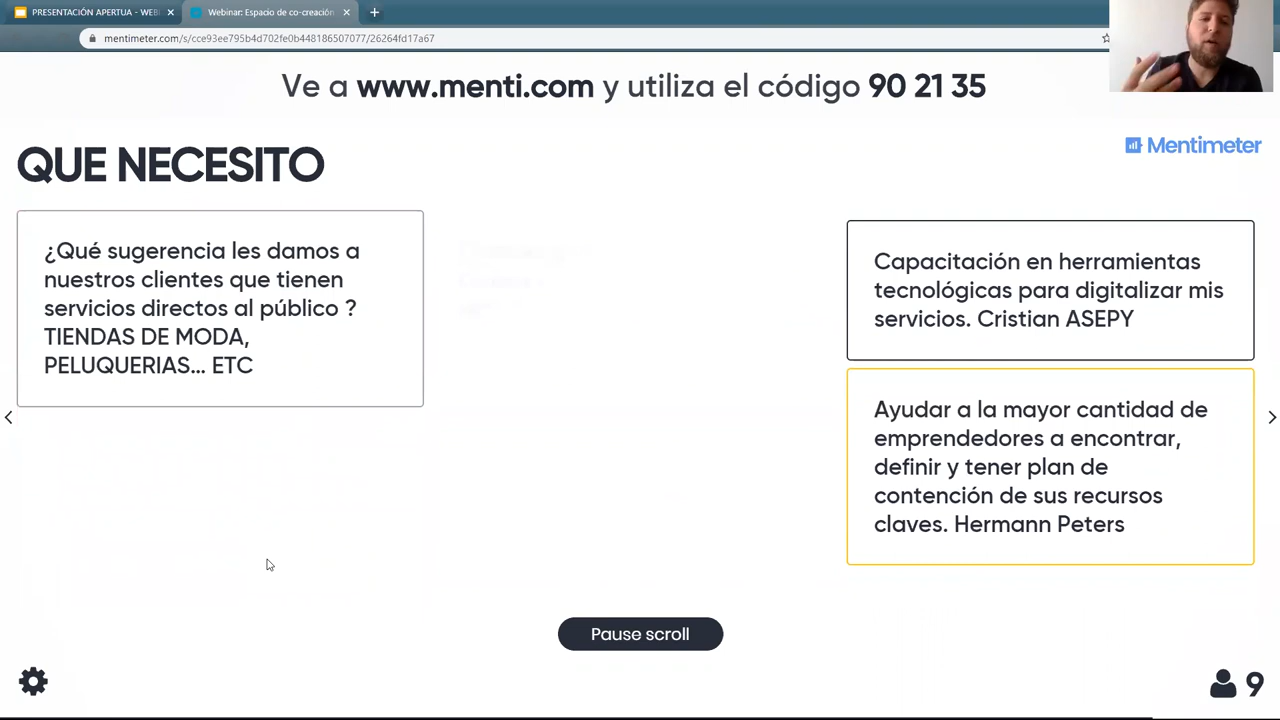 PRESENTACIÓN APERTUA - WEB
Webinar: Espacio de co-creación
mentimeter.com/s/cce93ee795b4d702fe0b448186507077/26264fd17a67
Ve a www.menti.com y utiliza el código 90 21 35
Mentimeter
QUE NECESITO
¿Qué sugerencia les damos a
nuestros clientes que tienen
servicios directos al público ?
TIENDAS DE MODA,
PELUQUERIAS... ETC
Capacitación en herramientas
tecnológicas para digitalizar mis
servicios. Cristian ASEPY
Ayudar a la mayor cantidad de
emprendedores a encontrar,
definir y tener plan de
contención de sus recursos
claves. Hermann Peters
Pause scroll
9